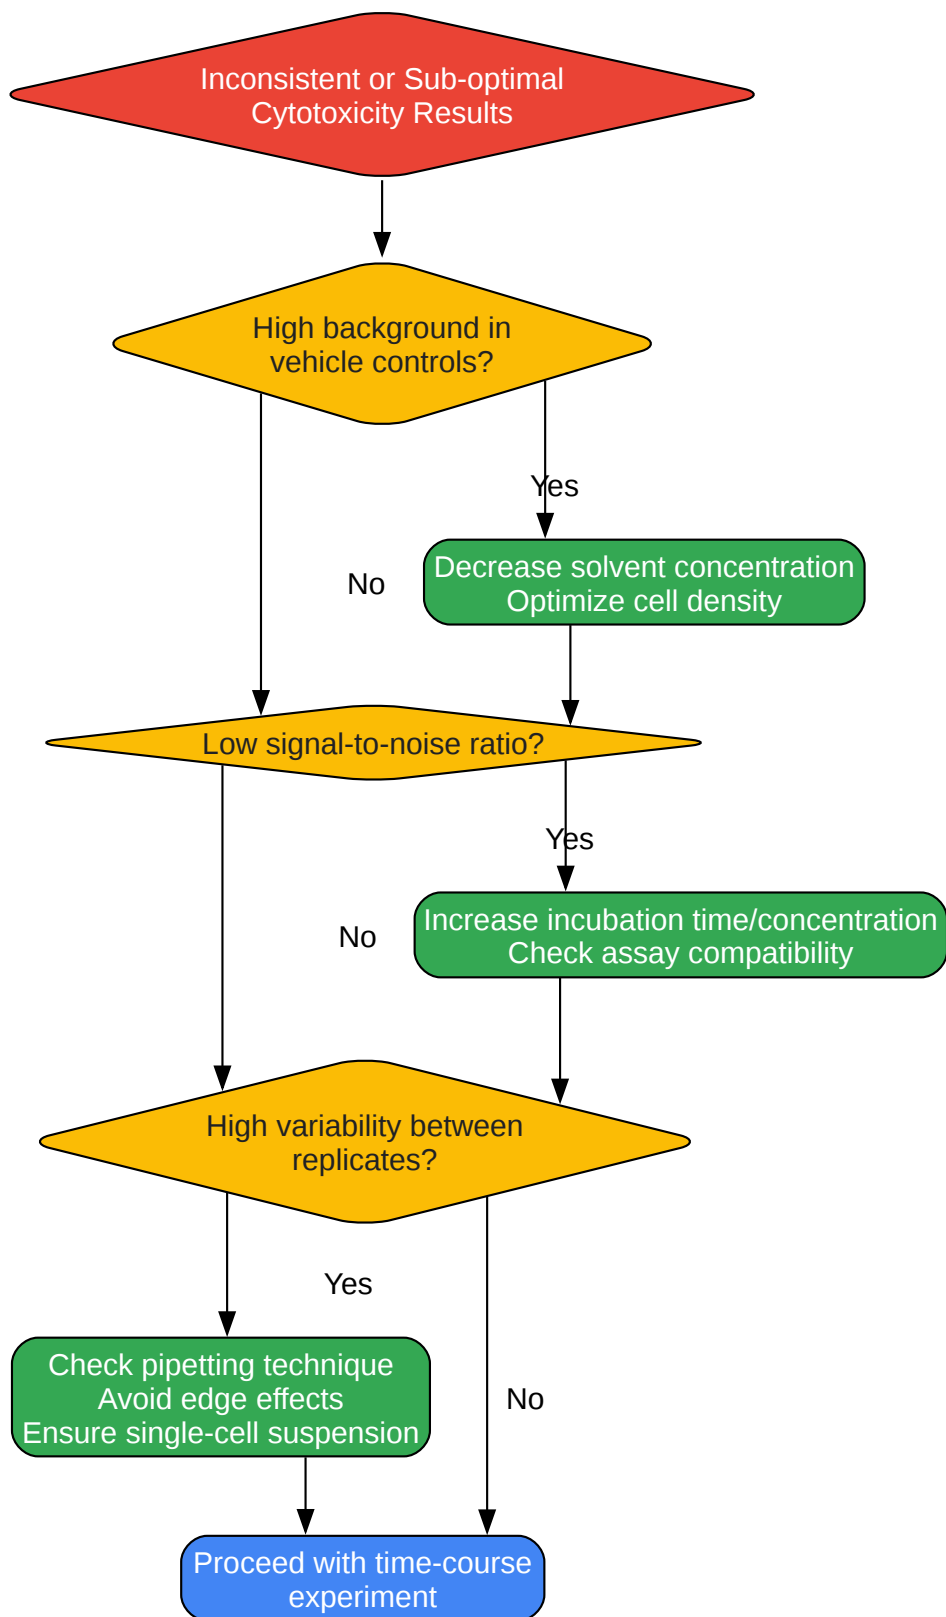 Inconsistent or Sub-optimal
Cytotoxicity Results
High background in
vehicle controls?
Yes
No
Decrease solvent concentration
Optimize cell density
Low signal-to-noise ratio?
Yes
No
Increase incubation time/concentration
Check assay compatibility
High variability between
replicates?
Yes
Check pipetting technique
Avoid edge effects
Ensure single-cell suspension
No
Proceed with time-course
experiment